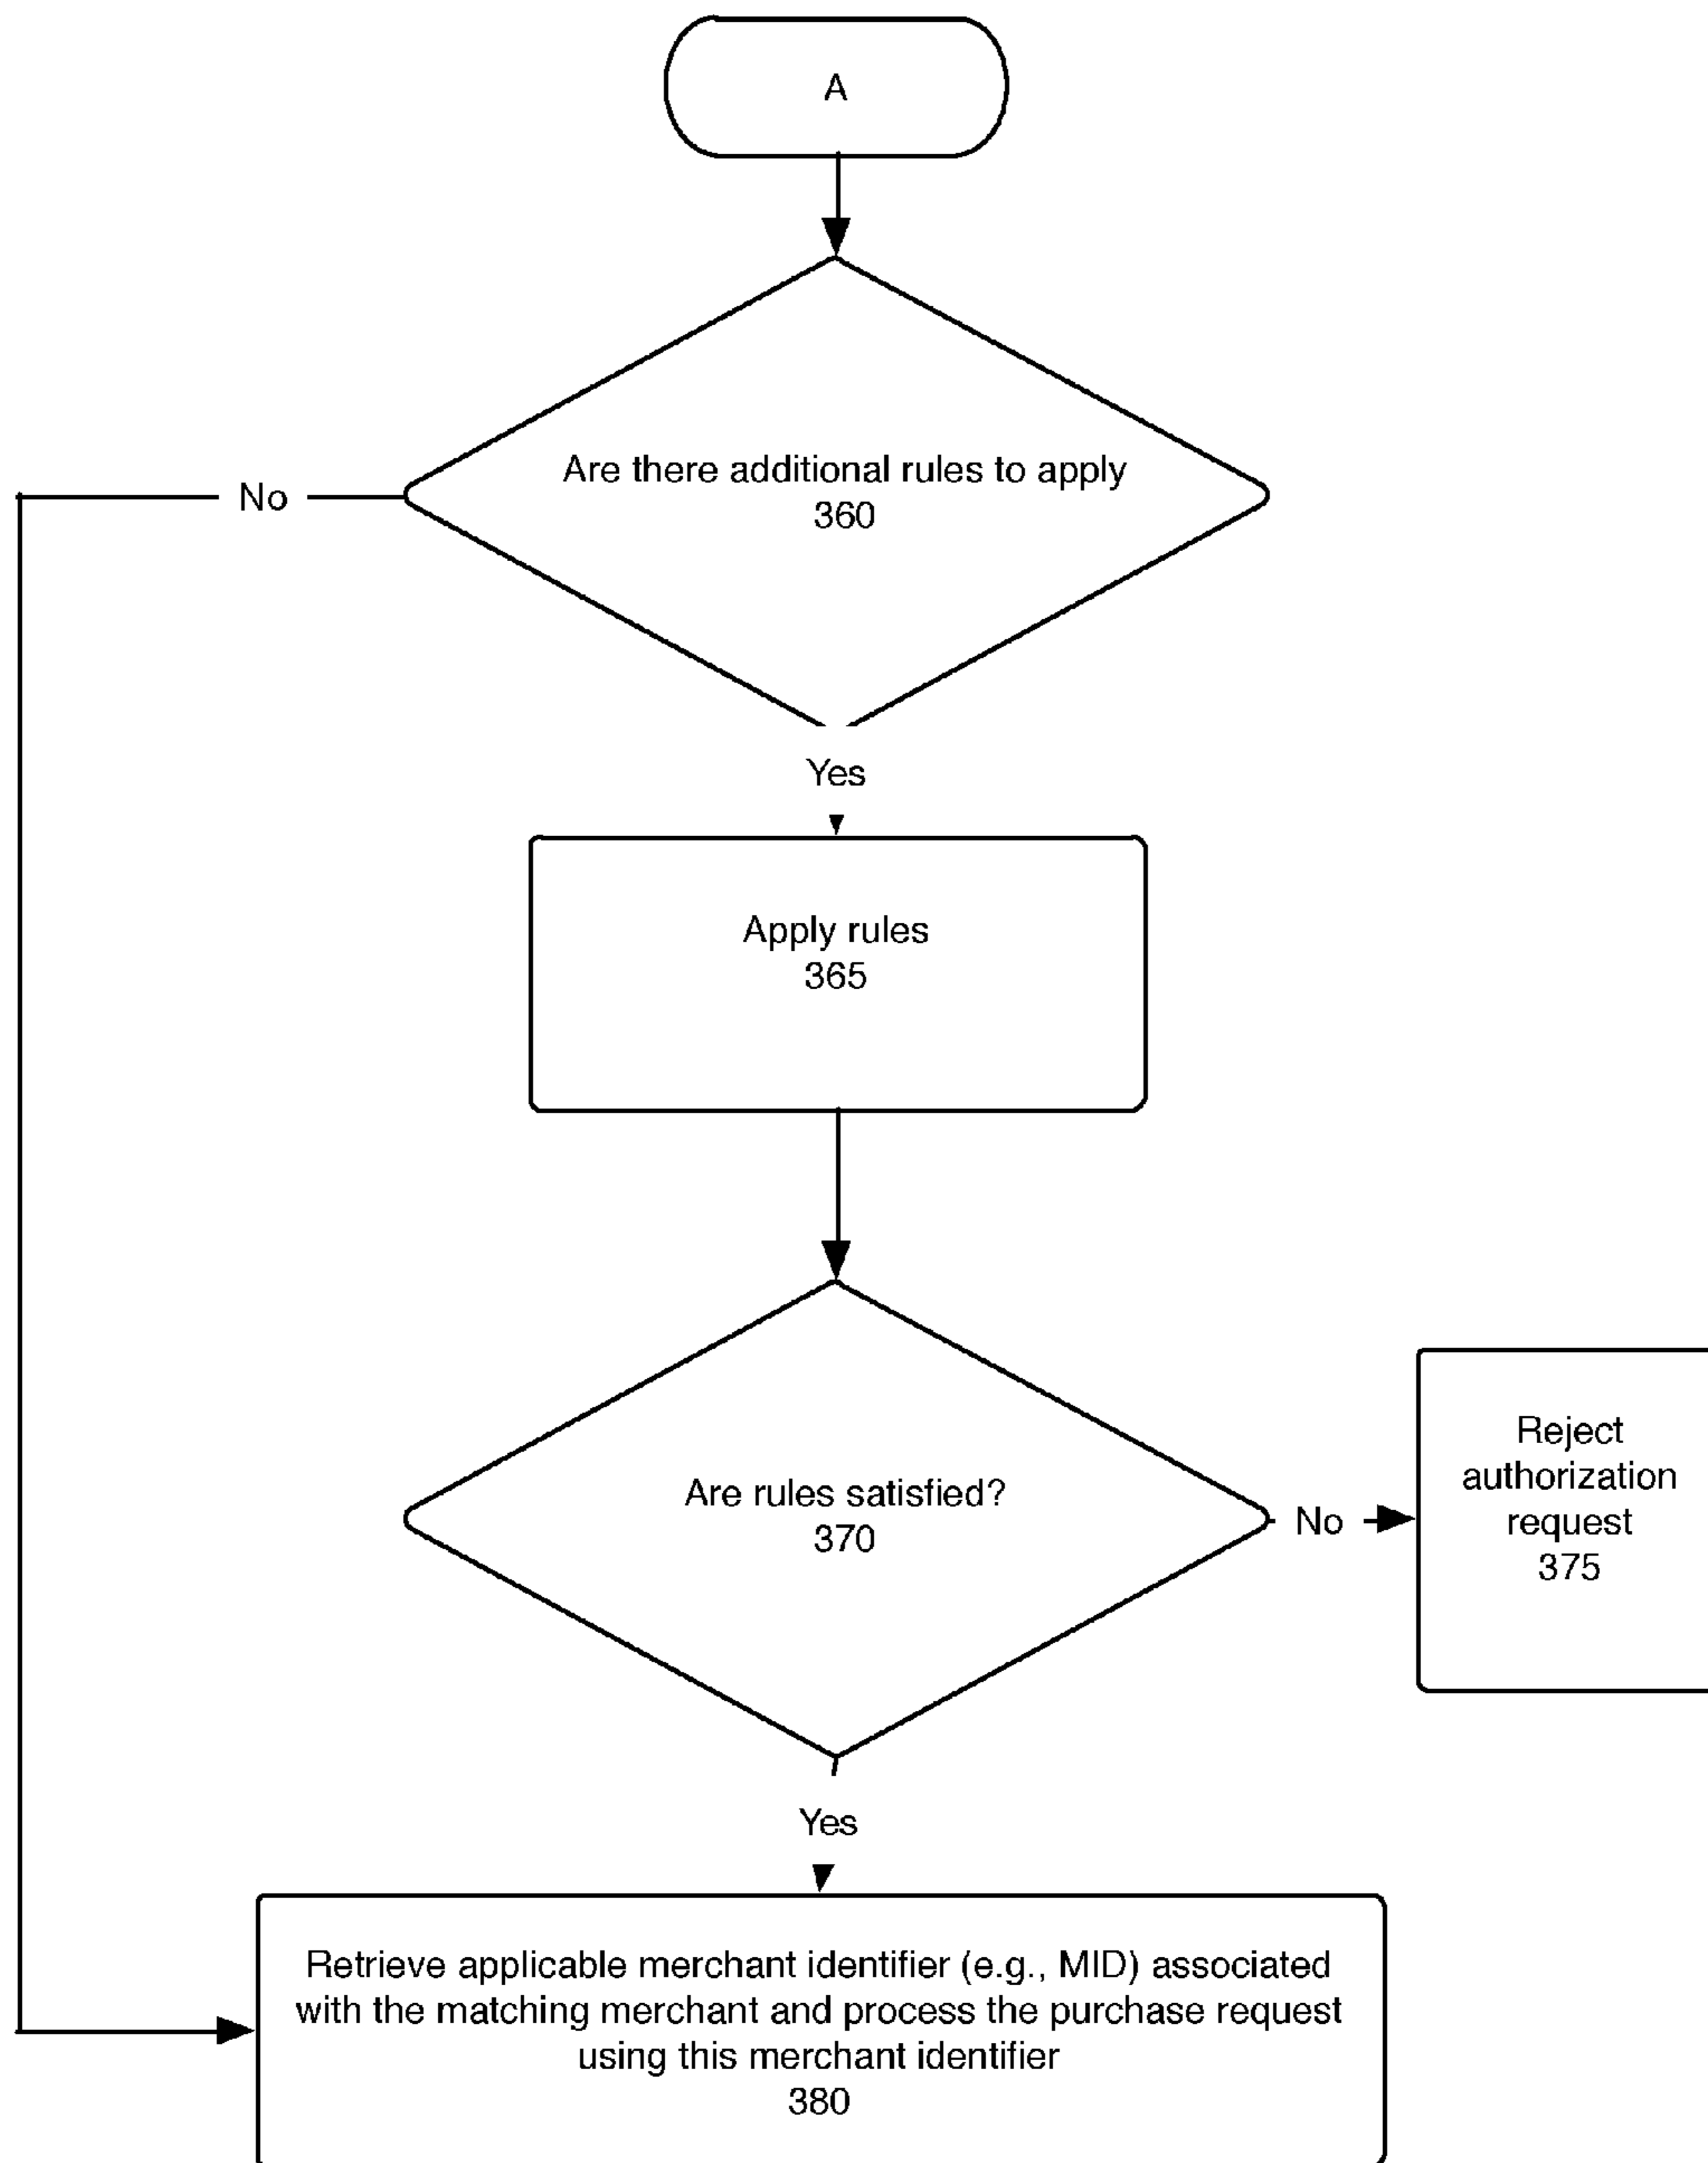 A
Are there additional rules to apply
360
No
Yes
Apply rules
365
Are rules satisfied?
370
No
Reject
authorization
request
375
Yes
Retrieve applicable merchant identifier (e.g., MID) associated
with the matching merchant and process the purchase request
using this merchant identifier
380